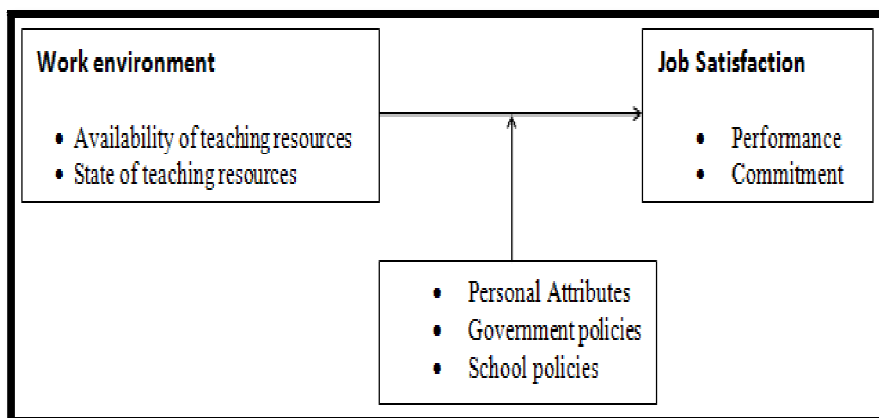 Work environment
• Availability of teaching resources
• State of teaching resources
Job Satisfaction
• Performance
• Commitment
• Personal Attributes
• Government policies
• School policies